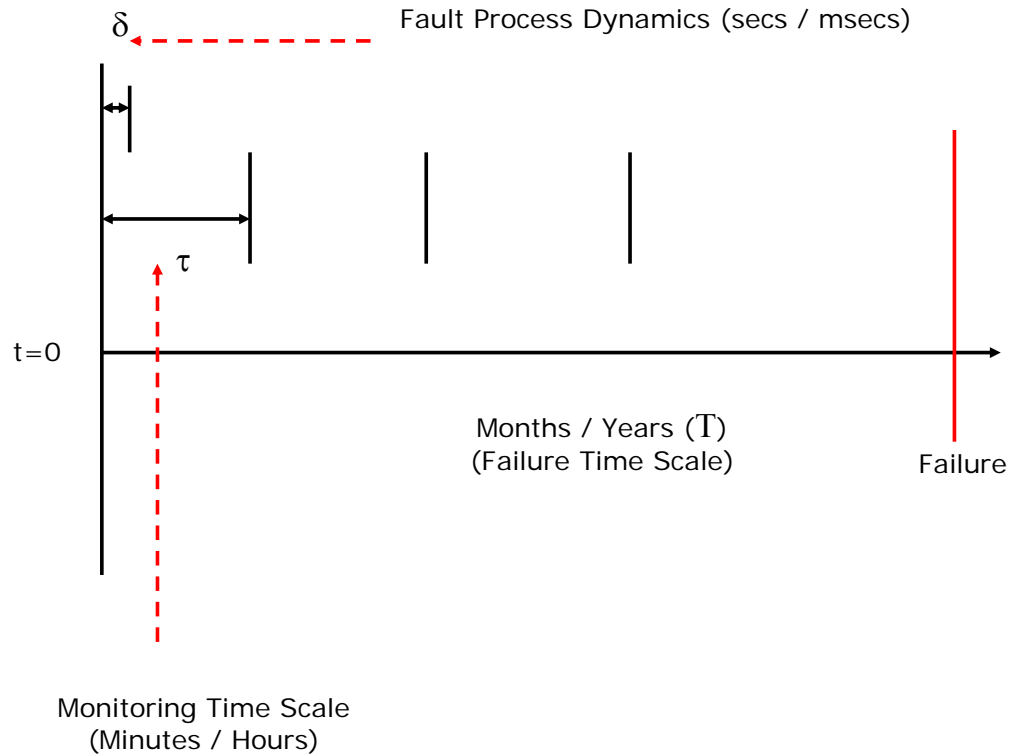 δ
Fault Process Dynamics (secs / msecs)
τ
t=0
Months / Years (T)
(Failure Time Scale)
Failure
Monitoring Time Scale
(Minutes / Hours)